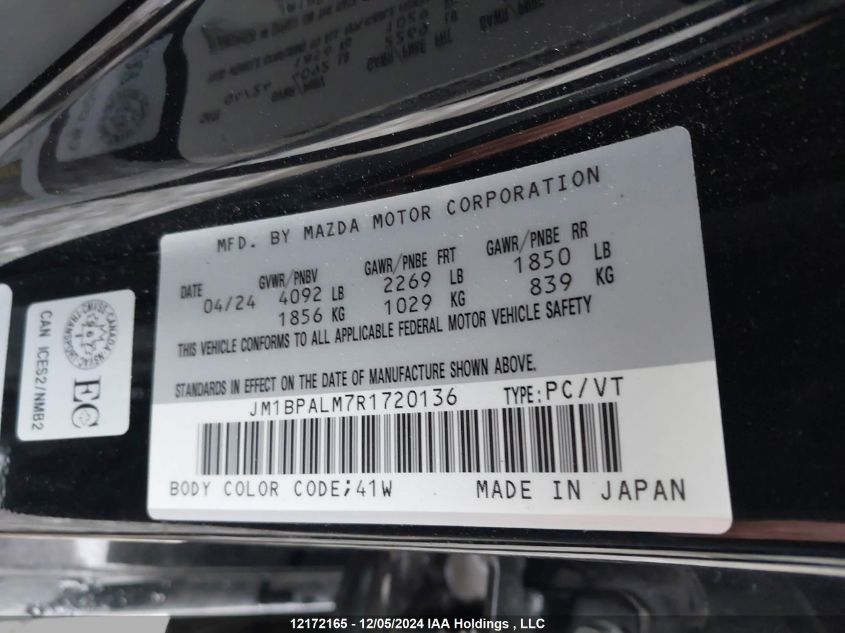 MFD. BY MAZDA MOTOR CORPORATION
DATE GVWR/PNBV GAWR/PNBE FRT GAWR/PNBE RR
04/24 4092 LB 2269 LB 1850 LB
1856 KG 1029 KG 839 KG
THIS VEHICLE CONFORMS TO ALL APPLICABLE FEDERAL MOTOR VEHICLE SAFETY
STANDARDS IN EFFECT ON THE DATE OF MANUFACTURE SHOWN ABOVE.
JM1BPALM7R1720136 TYPE:PC/VT
BODY COLOR CODE;41W MADE IN JAPAN
CAN ICES2/NMB2
EC
12172165 - 12/05/2024 IAA Holdings , LLC